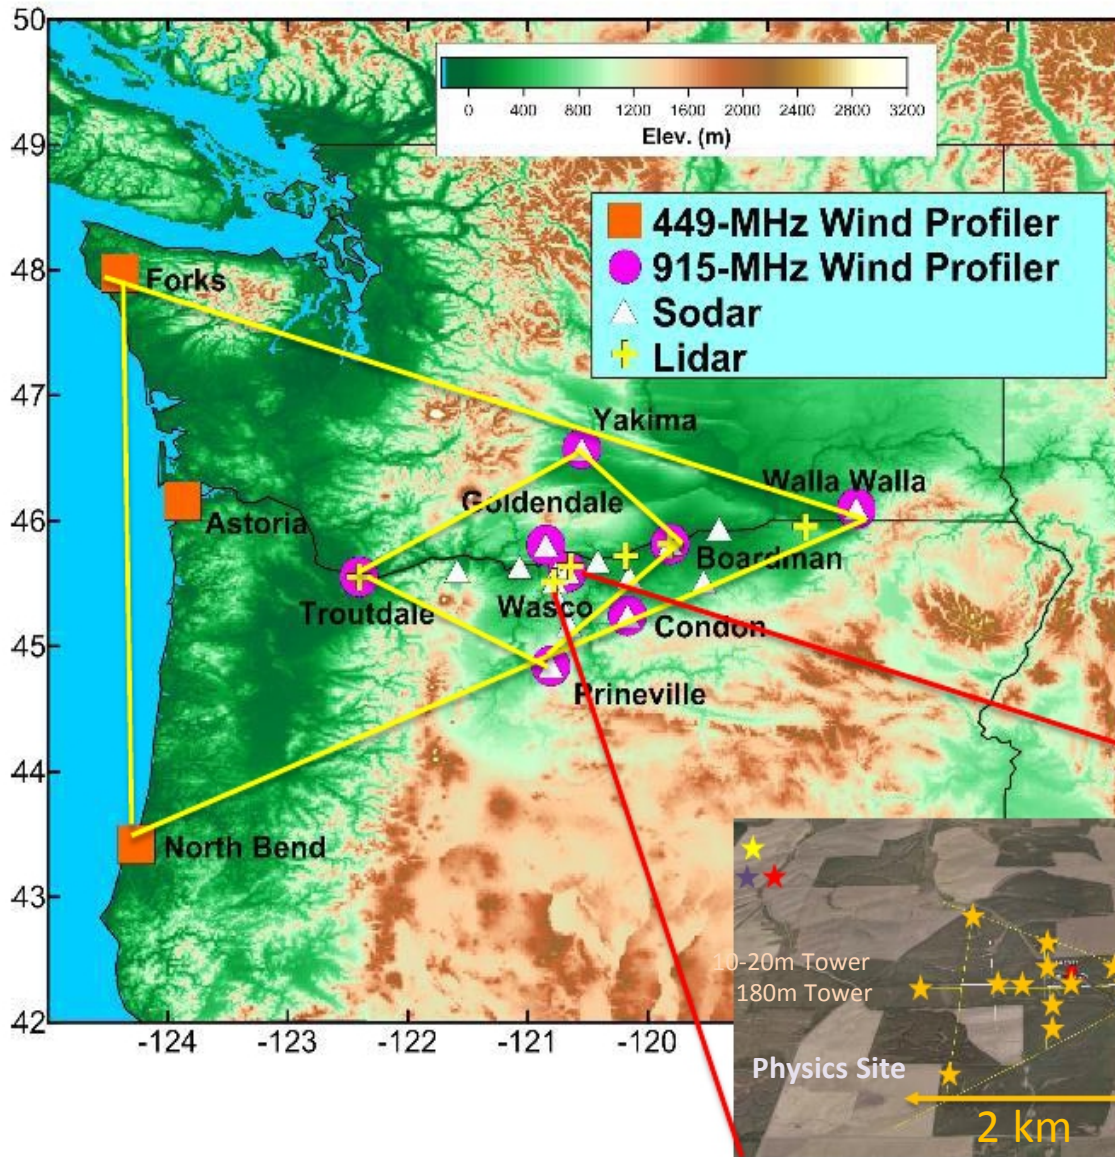 50
49
48
47
46
45
44
43
42
0 400 800 1200 1600 2000 2400 2800 3200
Elev. (m)
449-MHz Wind Profiler
915-MHz Wind Profiler
Sodar
Lidar
Forks
Yakima
Walla Walla
Goldendale
Astoria
Boardman
Troutdale
Wasco
Condon
Prineville
North Bend
-124 -123 -122 -121 -120
10-20m Tower
180m Tower
Physics Site
2 km